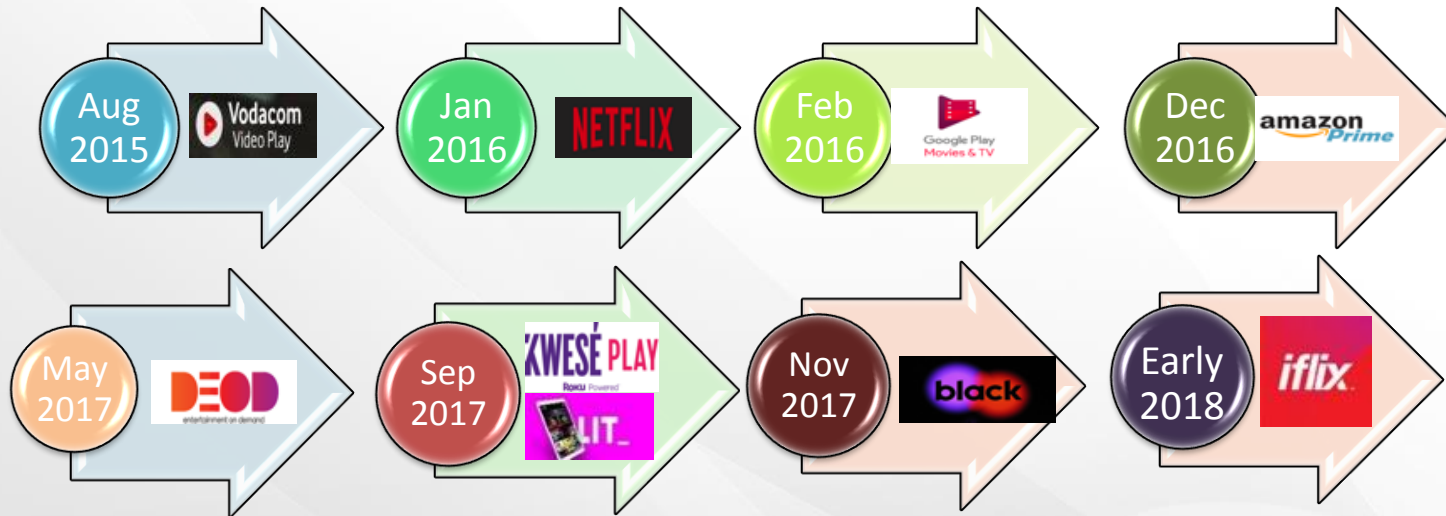 Aug
2015
Vodacom
Video Play
Jan
2016
NETFLIX
Feb
2016
Google Play
Movies & TV
Dec
2016
amazon
Prime
May
2017
DEOD
entertainment on demand
Sep
2017
KWESÉ PLAY
ROKU Powered
LIT_
Nov
2017
black
Early
2018
iflix